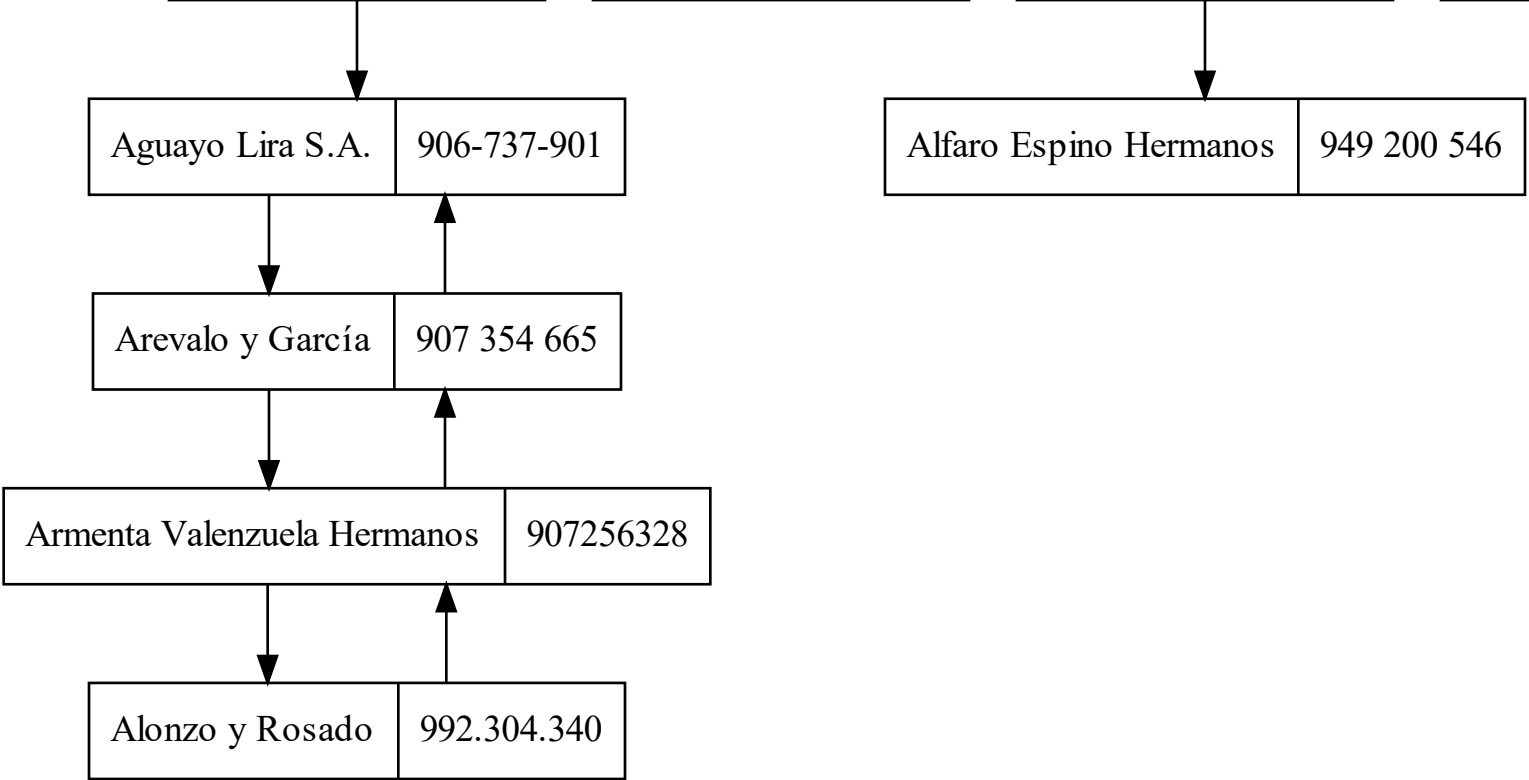 Aguayo Lira S.A. 906-737-901
Alfaro Espino Hermanos 949 200 546
Arevalo y García 907 354 665
Armenta Valenzuela Hermanos 907256328
Alonzo y Rosado 992.304.340